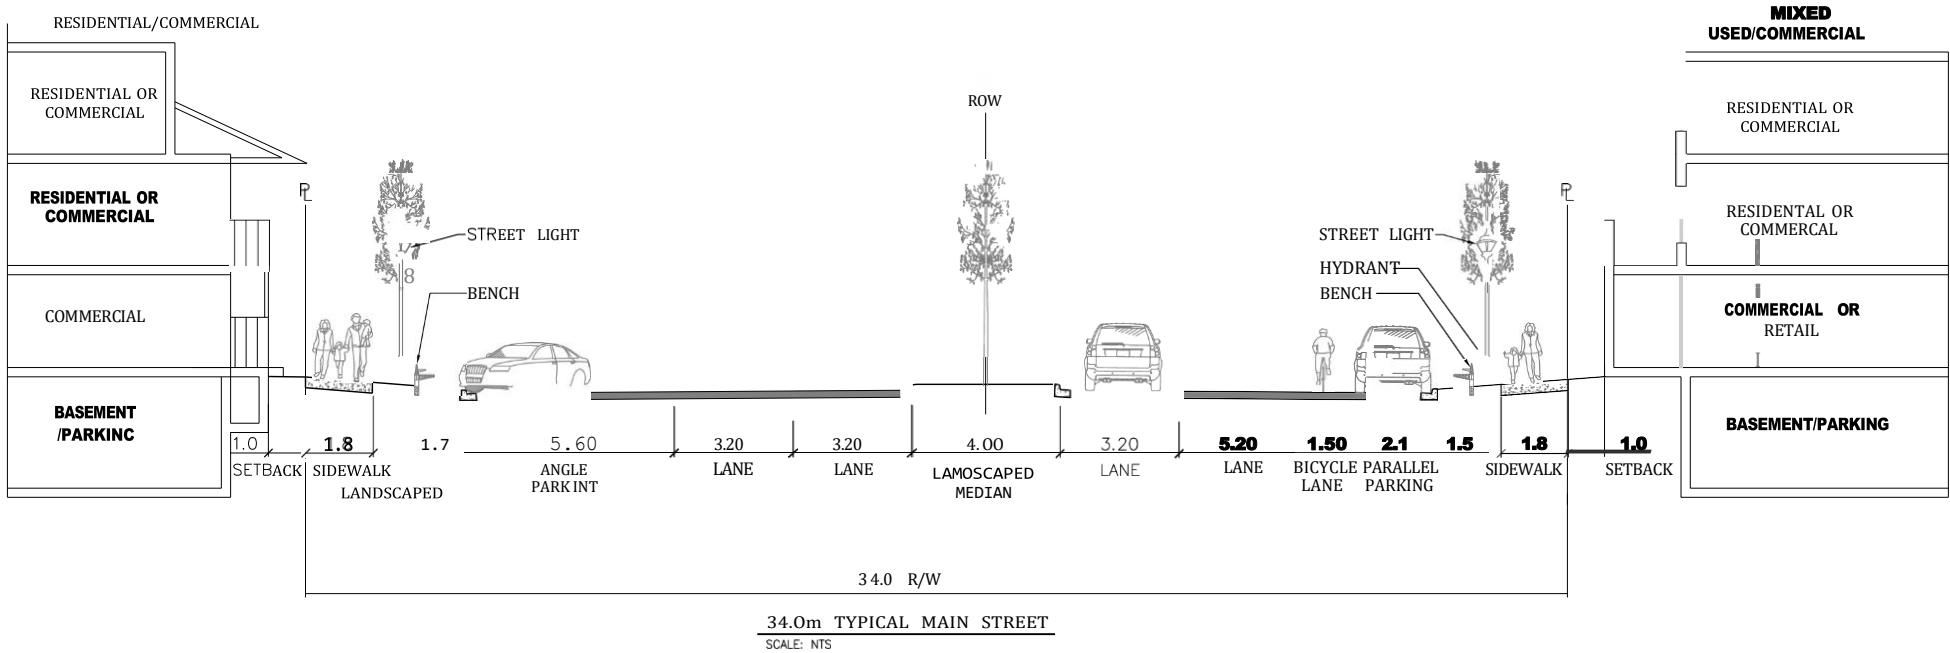 RESIDENTIAL/COMMERCIAL
MIXED
USED/COMMERCIAL
RESIDENTIAL OR
COMMERCIAL
ROW
RESIDENTIAL OR
COMMERCIAL
PL
PL
RESIDENTIAL OR
COMMERCIAL
RESIDENTAL OR
COMMERCAL
STREET LIGHT
STREET LIGHT
8
HYDRANT
BENCH
BENCH
COMMERCIAL
COMMERCIAL OR
RETAIL
BASEMENT
/PARKINC
BASEMENT/PARKING
1.0 1.8 1.7 5.60 3.20 3.20 4.00 3.20 5.20 1.50 2.1 1.5 1.8 1.0
SETBACK SIDEWALK ANGLE LANE LANE LAMOSCAPED LANE LANE BICYCLE PARALLEL SIDEWALK SETBACK
LANDSCAPED PARK INT MEDIAN LANE PARKING
34.0 R/W
34.Om TYPICAL MAIN STREET
SCALE: NTS